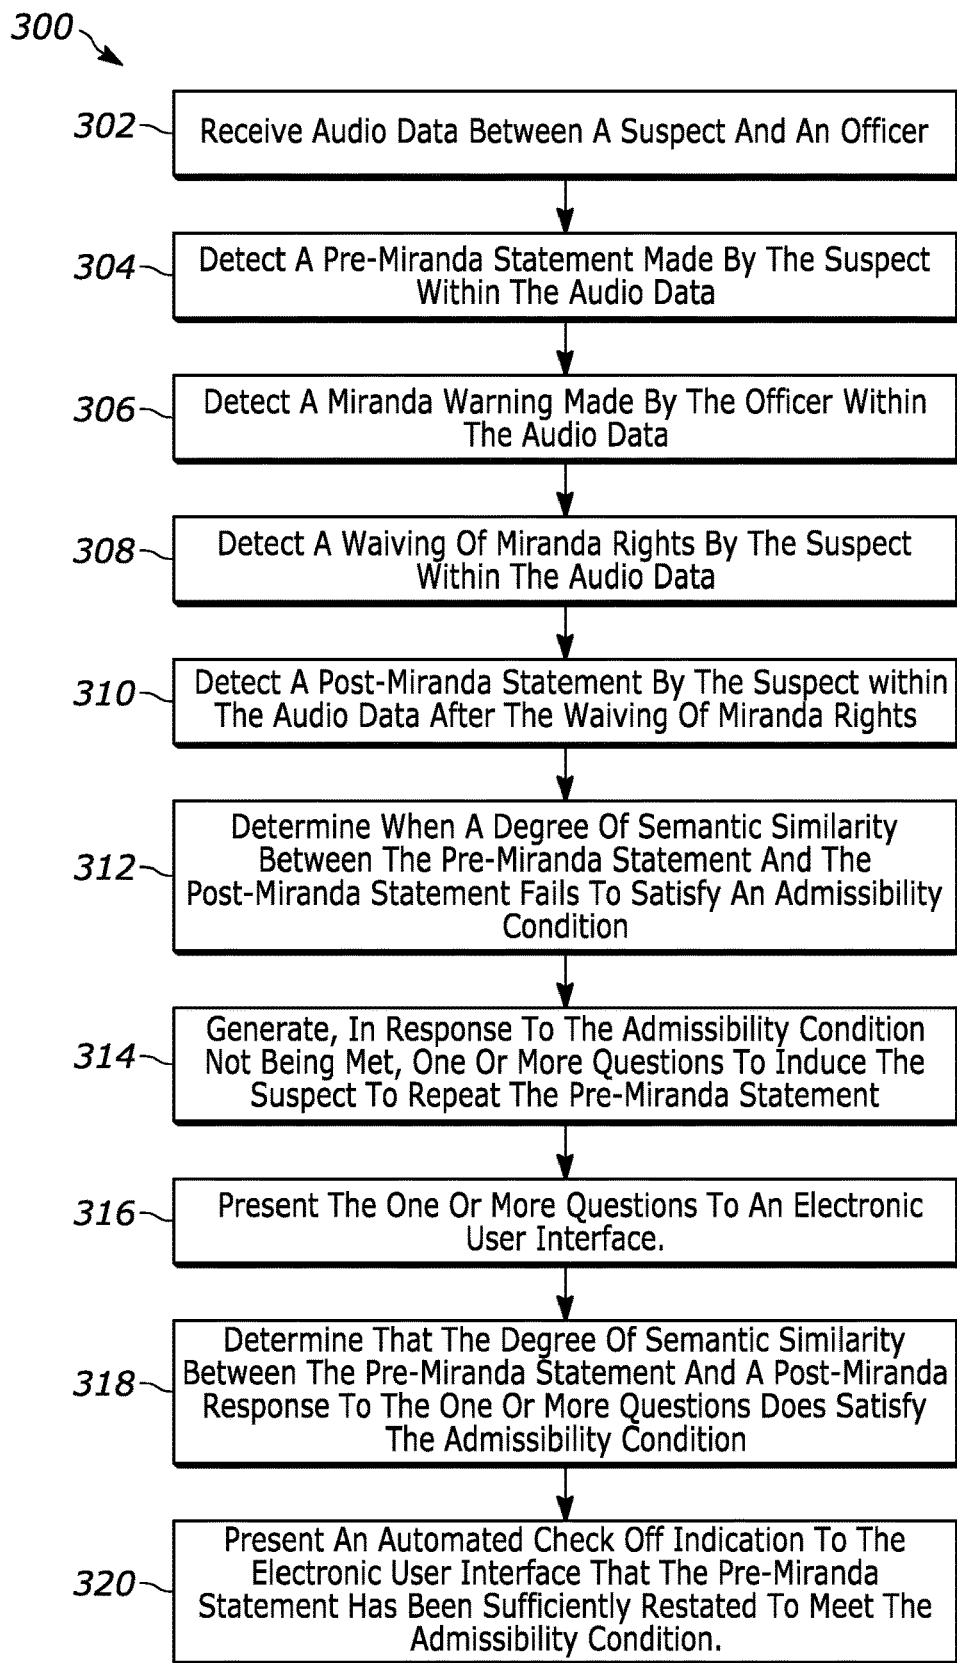 300
302
Receive Audio Data Between A Suspect And An Officer
304
Detect A Pre-Miranda Statement Made By The Suspect
Within The Audio Data
306
Detect A Miranda Warning Made By The Officer Within
The Audio Data
308
Detect A Waiving Of Miranda Rights By The Suspect
Within The Audio Data
310
Detect A Post-Miranda Statement By The Suspect within
The Audio Data After The Waiving Of Miranda Rights
312
Determine When A Degree Of Semantic Similarity
Between The Pre-Miranda Statement And The
Post-Miranda Statement Fails To Satisfy An Admissibility
Condition
314
Generate, In Response To The Admissibility Condition
Not Being Met, One Or More Questions To Induce The
Suspect To Repeat The Pre-Miranda Statement
316
Present The One Or More Questions To An Electronic
User Interface.
318
Determine That The Degree Of Semantic Similarity
Between The Pre-Miranda Statement And A Post-Miranda
Response To The One Or More Questions Does Satisfy
The Admissibility Condition
320
Present An Automated Check Off Indication To The
Electronic User Interface That The Pre-Miranda
Statement Has Been Sufficiently Restated To Meet The
Admissibility Condition.